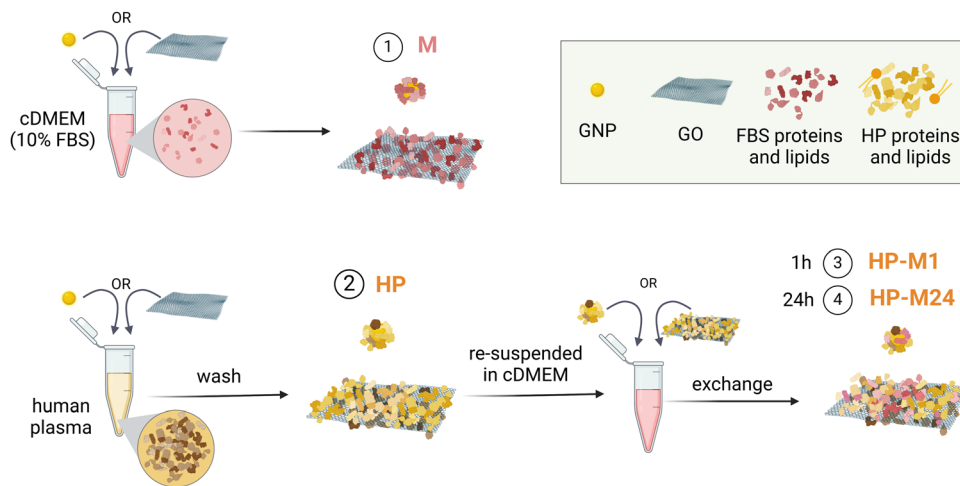 OR
1 M
cDMEM
(10% FBS)
GNP
GO
FBS proteins
and lipids
HP proteins
and lipids
OR
human
plasma
wash
2 HP
re-suspended
in cDMEM
OR
exchange
1h 3 HP-M1
24h 4 HP-M24